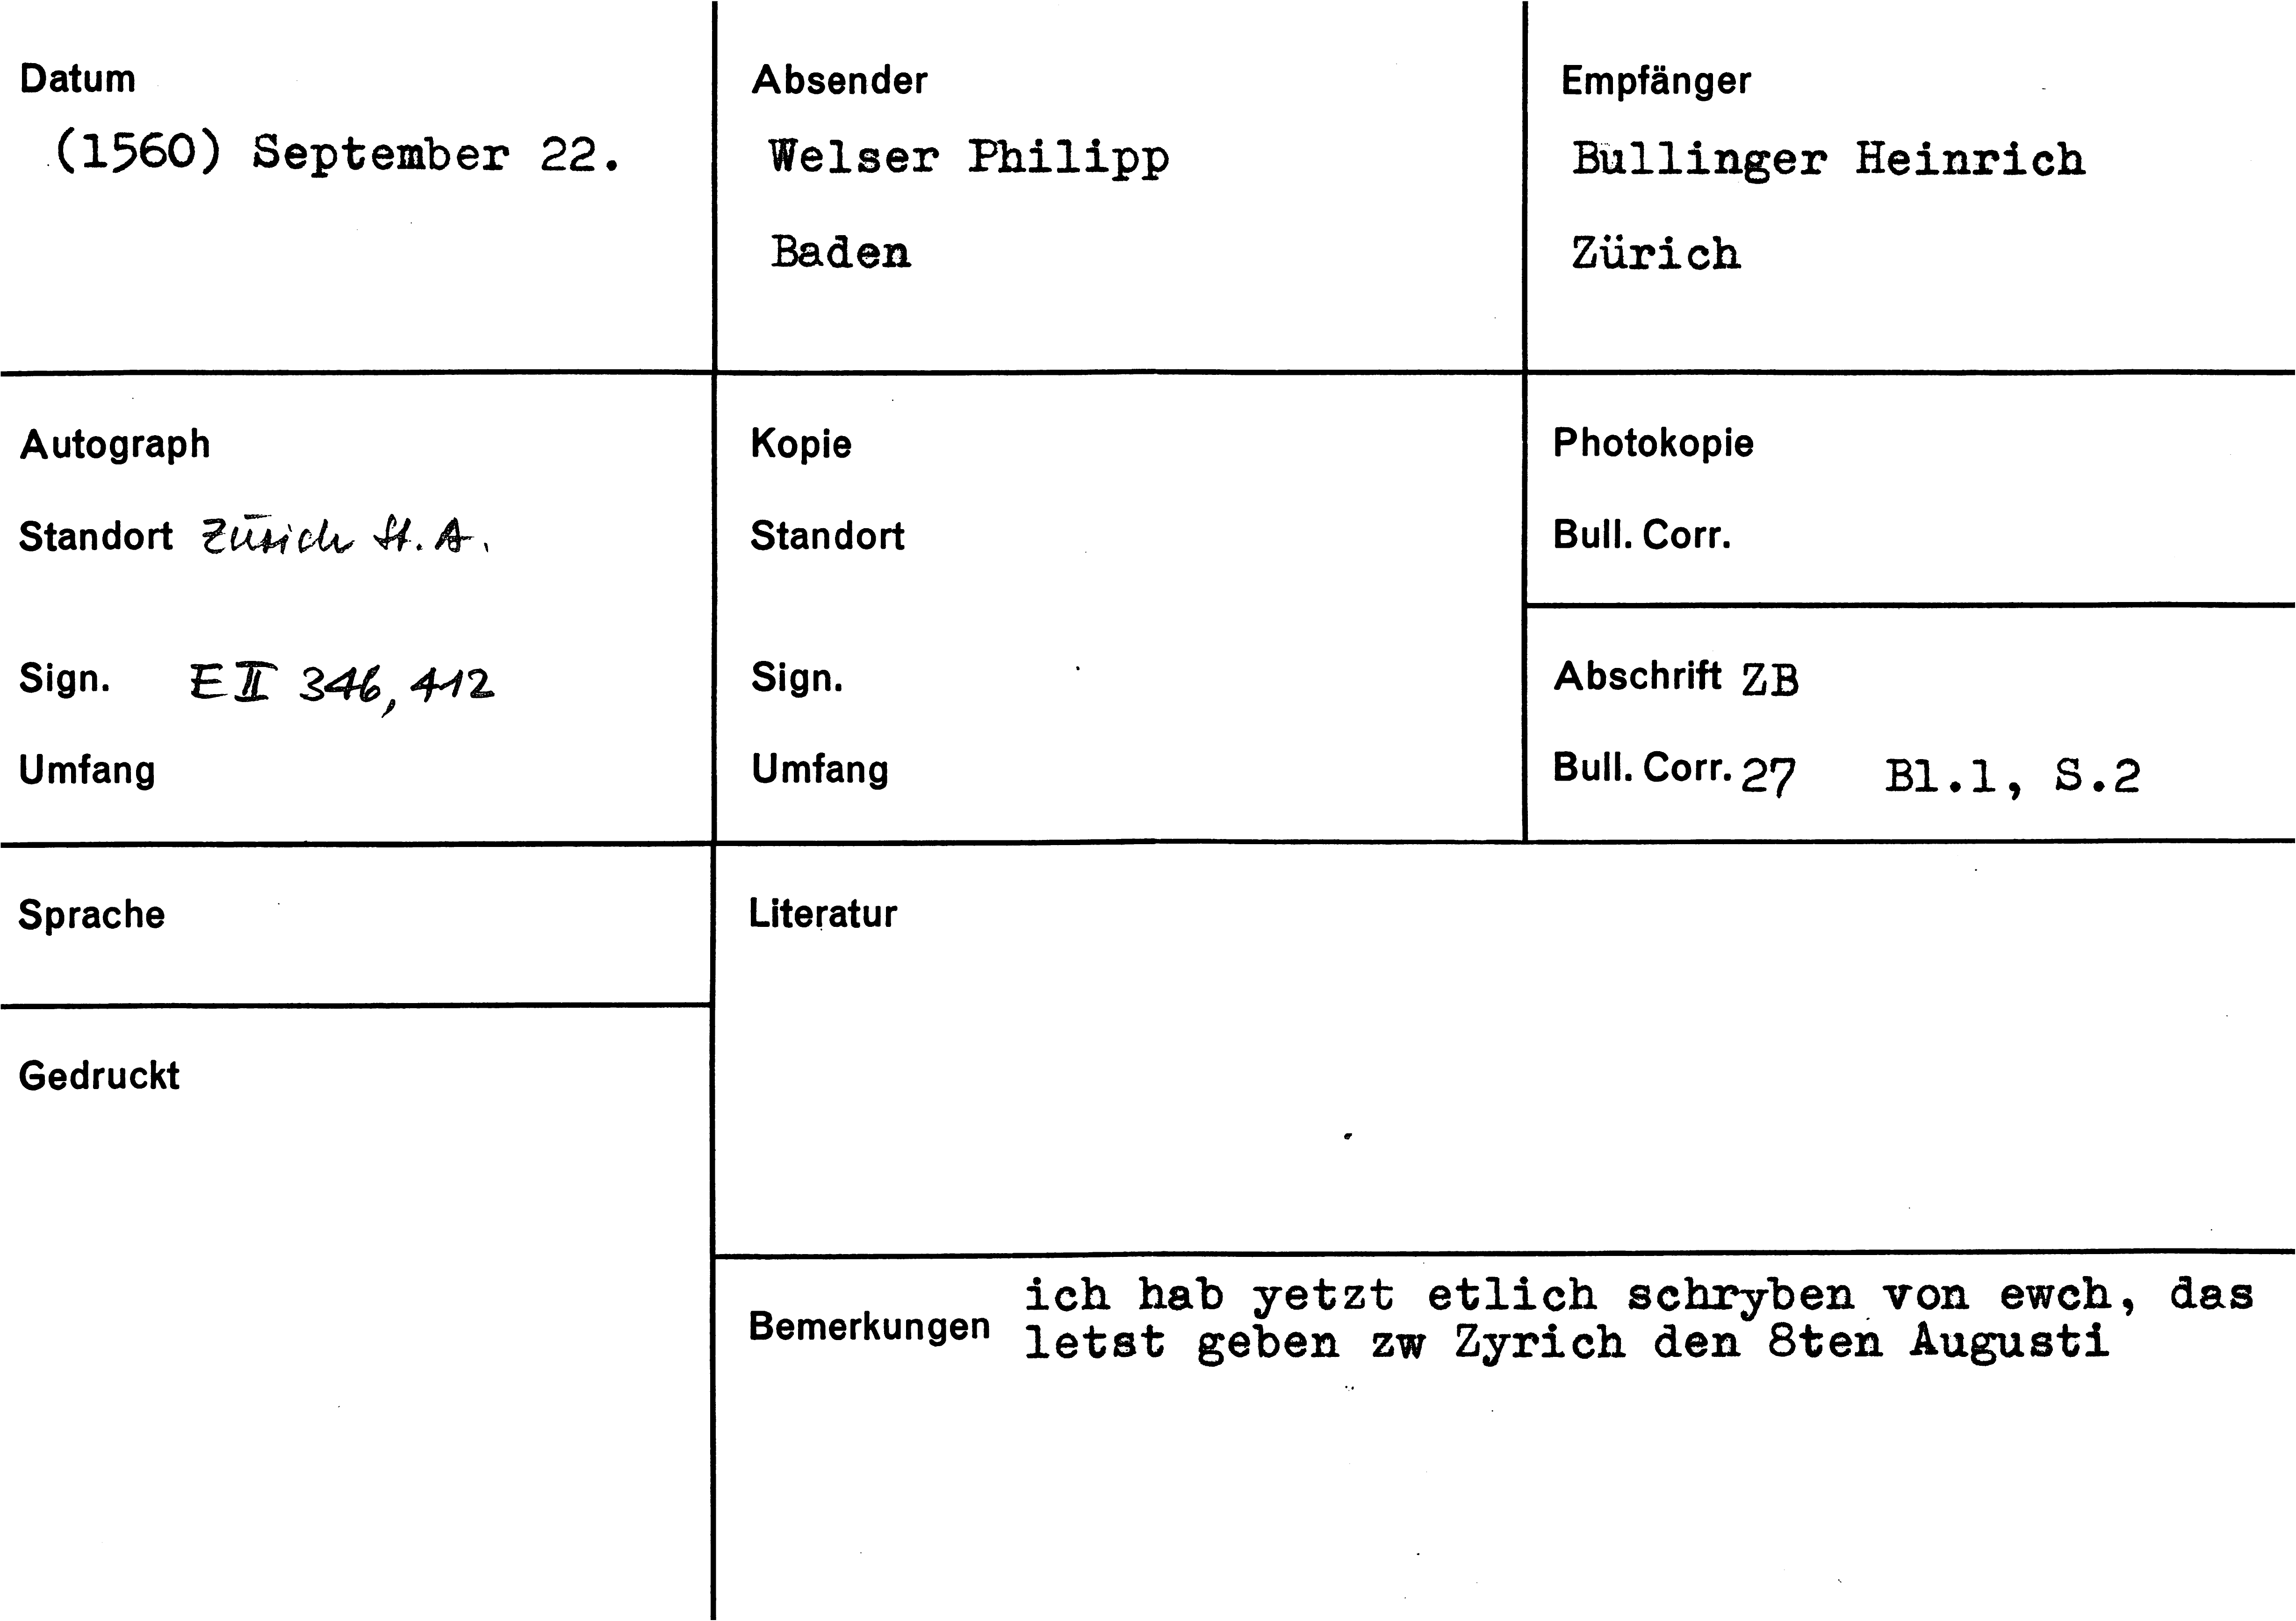 Datum
(1560) September 22.
Absender
Welser Philipp
Baden
Empfänger
Bullinger Heinrich
Zürich
Autograph
Standort Zürich St. A.
Sign. E II 346, 412
Umfang
Kopie
Standort
Sign.
Umfang
Photokopie
Bull. Corr.
Abschrift ZB
Bull. Corr. 27 Bl.1, S.2
Sprache
Gedruckt
Literatur
Bemerkungen
ich hab yetzt etlich schryben von ewch, das
letst geben zw Zyrich den 8ten Augusti